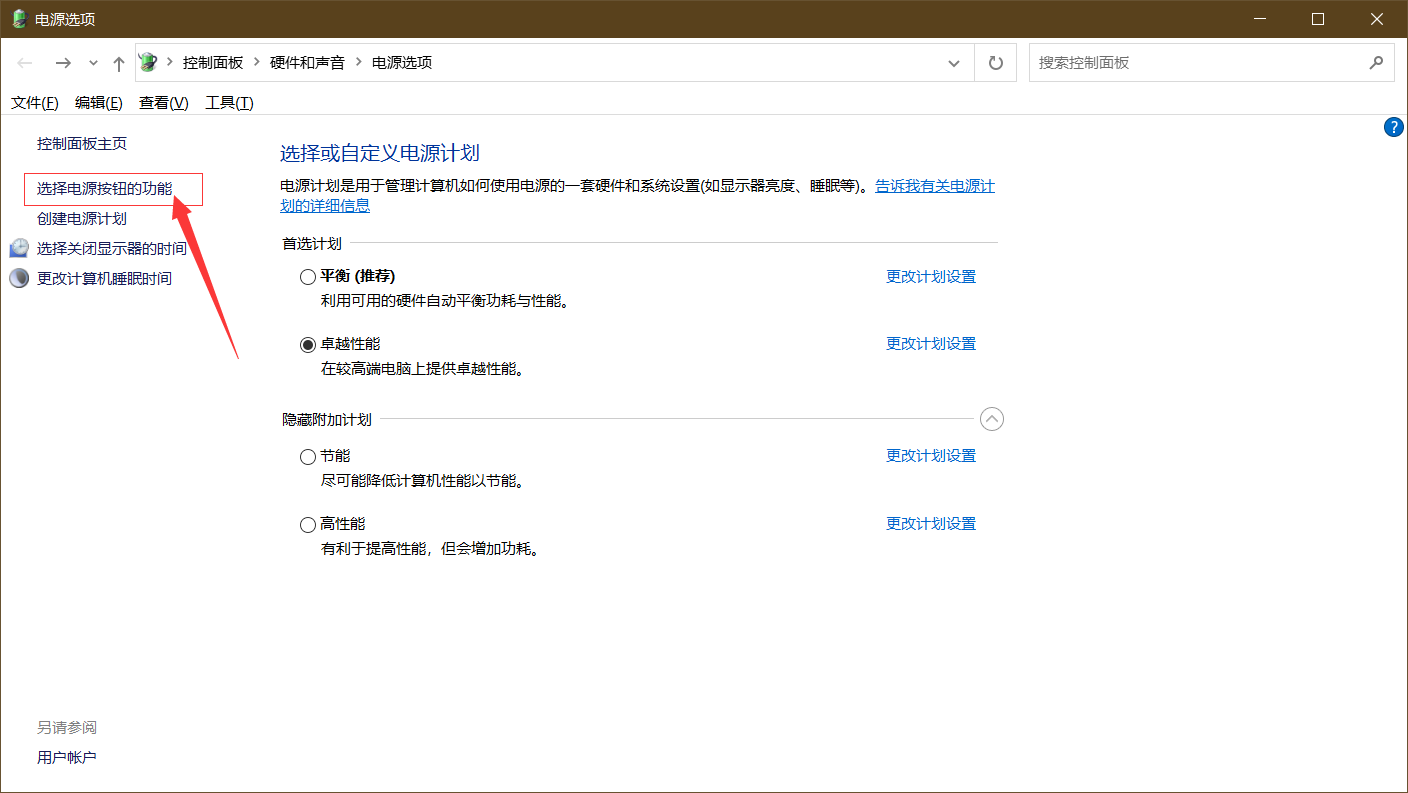 电源选项
控制面板 硬件和声音 电源选项
搜索控制面板
文件(F) 编辑(E) 查看(V) 工具(T)
?
控制面板主页
选择电源按钮的功能
创建电源计划
选择关闭显示器的时间
更改计算机睡眠时间
选择或自定义电源计划
电源计划是用于管理计算机如何使用电源的一套硬件和系统设置(如显示器亮度、睡眠等)。告诉我有关电源计
划的详细信息
首选计划
平衡 (推荐) 更改计划设置
利用可用的硬件自动平衡功耗与性能。
卓越性能 更改计划设置
在较高端电脑上提供卓越性能。
隐藏附加计划
节能 更改计划设置
尽可能降低计算机性能以节能。
高性能 更改计划设置
有利于提高性能，但会增加功耗。
另请参阅
用户帐户